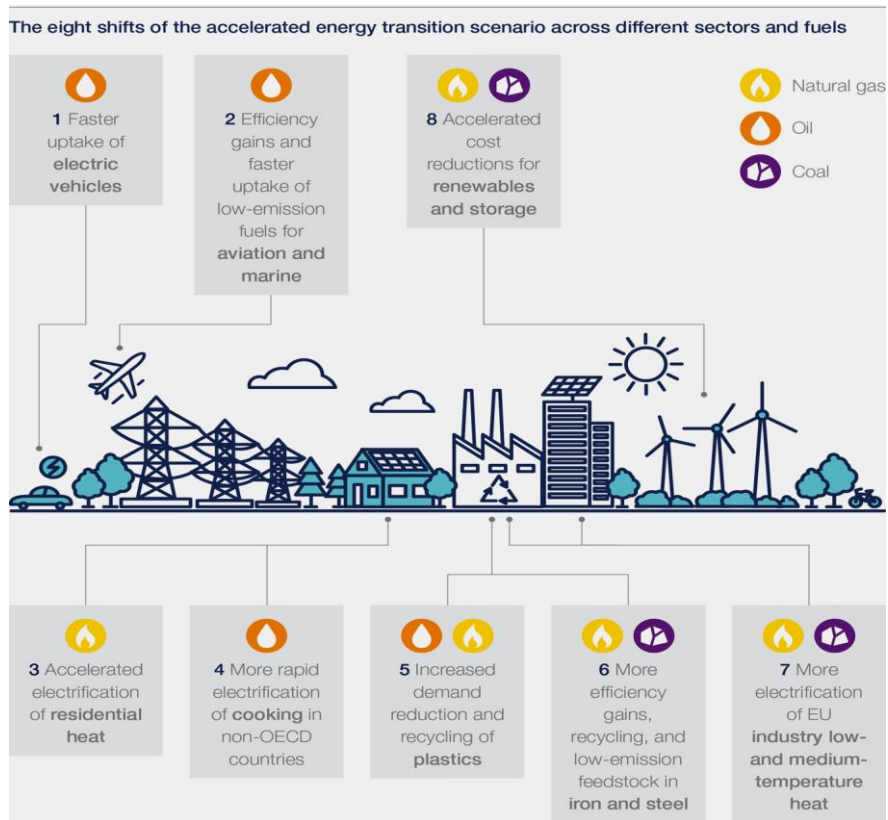 The eight shifts of the accelerated energy transition scenario across different sectors and fuels
1 Faster
uptake of
electric
vehicles
2 Efficiency
gains and
faster
uptake of
low-emission
fuels for
aviation and
marine
8 Accelerated
cost
reductions for
renewables
and storage
Natural gas
Oil
Coal
3 Accelerated
electrification
of residential
heat
4 More rapid
electrification
of cooking in
non-OECD
countries
5 Increased
demand
reduction and
recycling of
plastics
6 More
efficiency
gains,
recycling, and
low-emission
feedstock in
iron and steel
7 More
electrification
of EU
industry low-
and medium-
temperature
heat